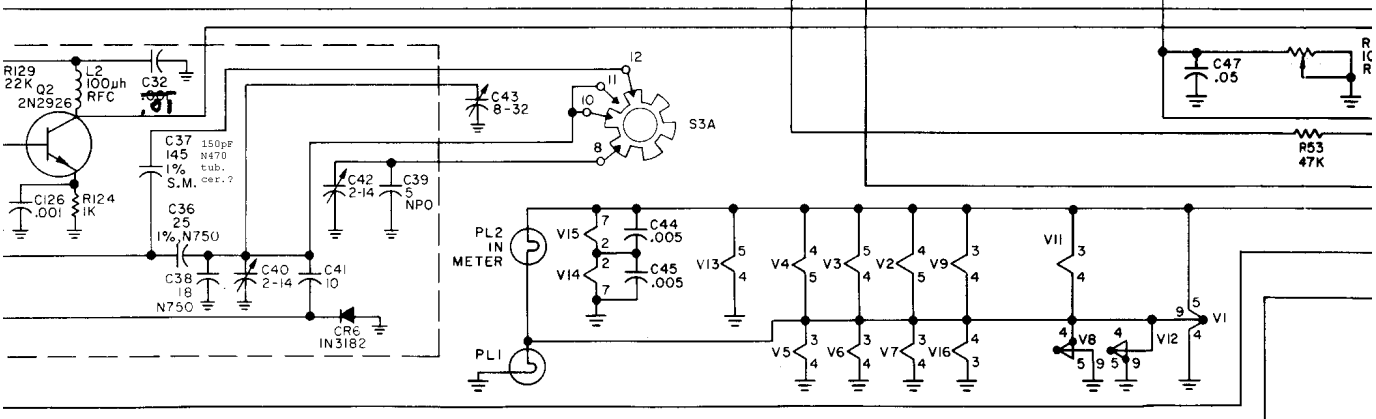 R129
22K
Q2
2N2926
L2
100µh
RFC
C32
.001
.01
C37
145
1%
S.M.
150pF
N470
tub.
cer.?
C126
.001
R124
1K
C36
25
1%, N750
C38
18
N750
C40
2-14
C41
10
CR6
1N3182
C42
2-14
C39
5
NPO
C43
8-32
12
11
10
8
S3A
C47
.05
R
10
R
R53
47K
PL2
IN
METER
PL1
V15
7
2
V14
2
7
C44
.005
C45
.005
V13
5
4
V4
4
5
V3
5
4
V2
4
5
V9
3
4
V11
3
4
V5
3
4
V6
3
4
V7
3
4
V16
4
3
4
V8
5
9
4
V12
5
9
5
9
V1
4